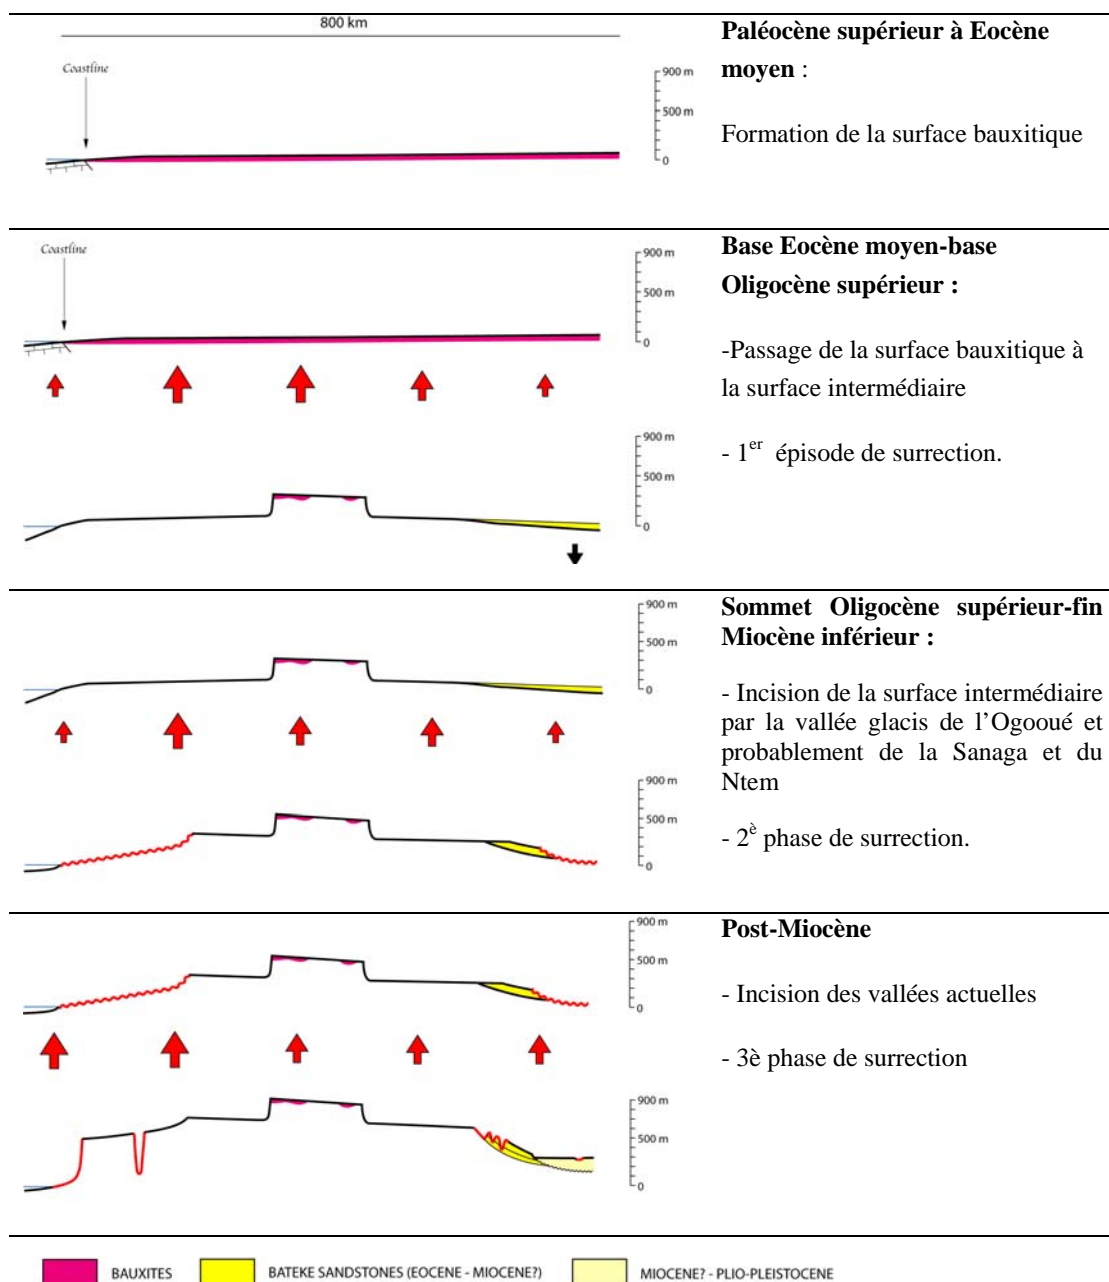 800 km
Coastline
900 m
500 m
0
Paléocène supérieur à Eocène
moyen :
Formation de la surface bauxitique
Coastline
900 m
500 m
0
900 m
500 m
0
Base Eocène moyen-base
Oligocène supérieur :
-Passage de la surface bauxitique à
la surface intermédiaire
- 1er épisode de surrection.
900 m
500 m
0
900 m
500 m
0
Sommet Oligocène supérieur-fin
Miocène inférieur :
- Incision de la surface intermédiaire
par la vallée glacis de l’Ogooué et
probablement de la Sanaga et du
Ntem
- 2è phase de surrection.
900 m
500 m
0
900 m
500 m
0
Post-Miocène
- Incision des vallées actuelles
- 3è phase de surrection
BAUXITES
BATEKE SANDSTONES (EOCENE - MIOCENE?)
MIOCENE? - PLIO-PLEISTOCENE